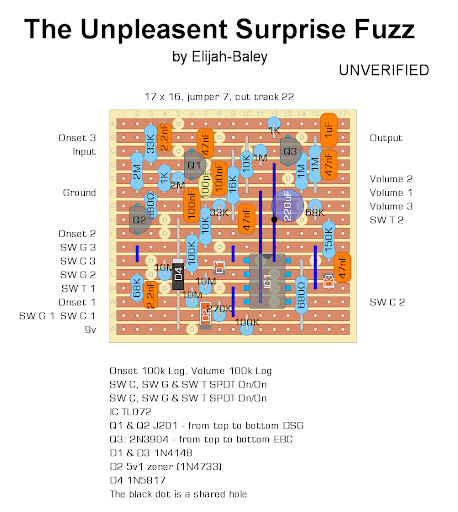 The Unpleasent Surprise Fuzz
by Elijah-Baley
UNVERIFIED
17 x 16, jumper 7, cut track 22
1K
1uF
33K
2.2nF
47nF
Q1
Q3
Onset 3
Output
Input
10K
1M
1M
1M
47nF
2M
1K
2M
100pF
100nF
16K
Volume 2
Ground
Volume 1
680Ω
100nF
220uF
Volume 3
Q2
33K
47nF
68K
SW T 2
Onset 2
100K
10K
150K
SW G 3
SW C 3
10M
D4
D1
47nF
SW G 2
IC1
D3
SW T 1
68K
2.2nF
10M
10M
680Ω
Onset 1
SW C 2
SW G 1 SW C 1
D2
270K
9v
100K
Onset 100k Log, Volume 100k Log
SW C, SW G & SW T SPDT On/On
SW C, SW G & SW T SPDT On/On
IC TL072
Q1 & Q2 J201 - from top to bottom DSG
Q3: 2N3904 - from top to bottom EBC
D1 & D3 1N4148
D2 5v1 zener (1N4733)
D4 1N5817
The black dot is a shared hole